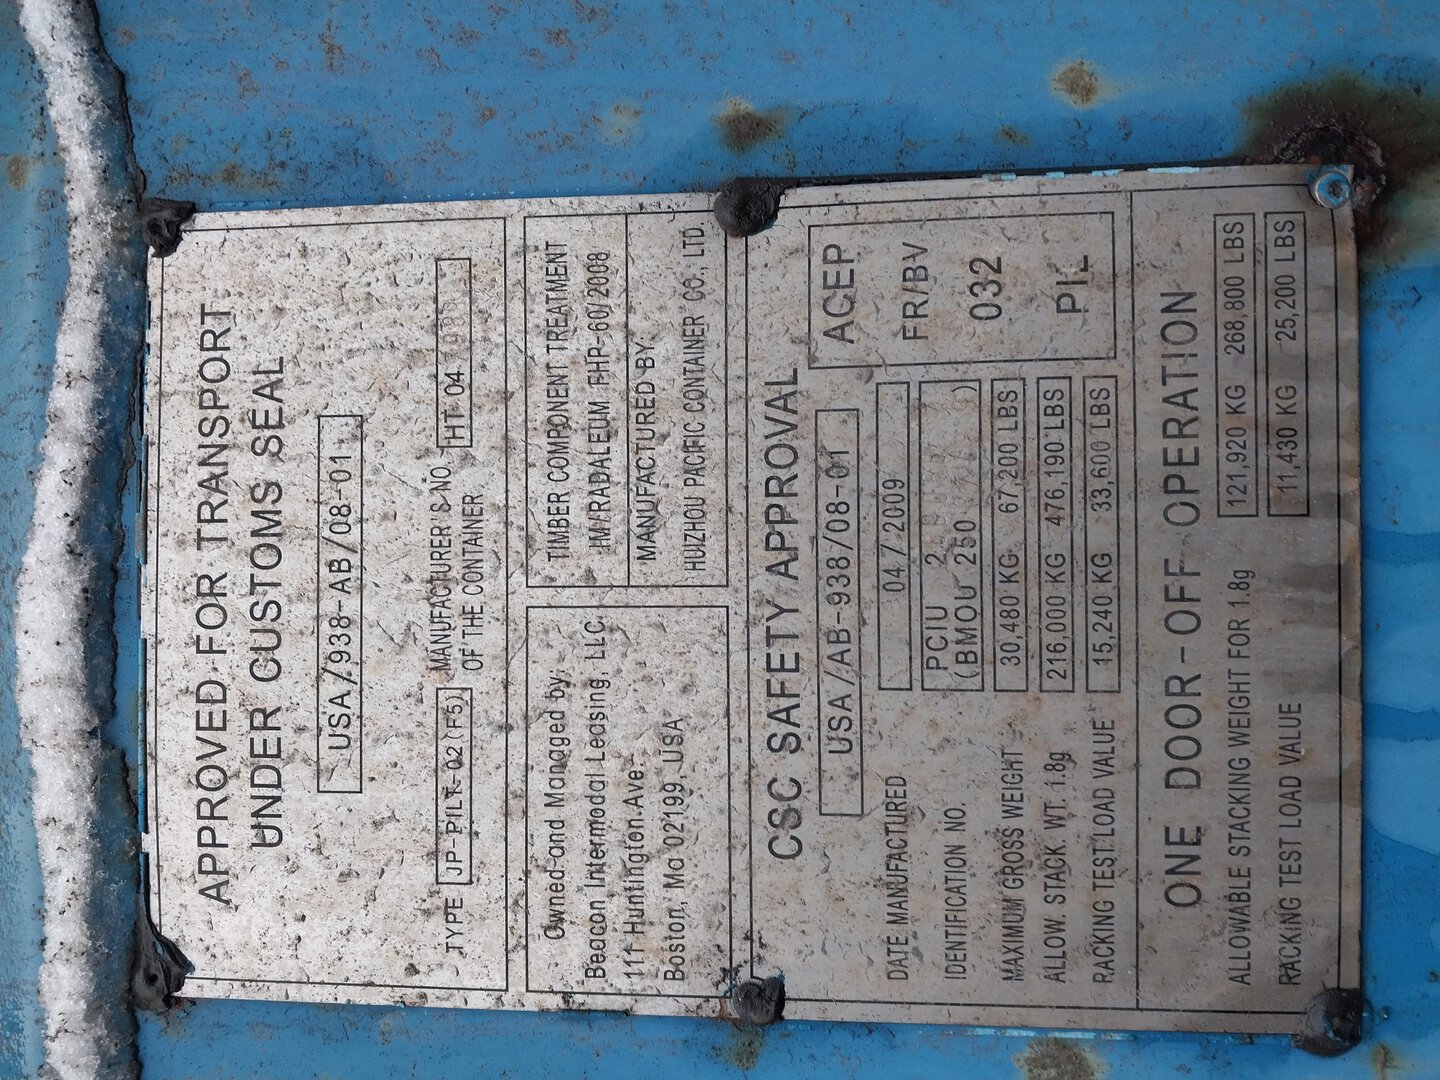 APPROVED FOR TRANSPORT
UNDER CUSTOMS SEAL
USA/938-AB/08-01
TYPE JP-PILT-02(F5)
MANUFACTURER'S NO.
OF THE CONTAINER
HT 04
Owned and Managed by:
Beacon Intermodal Leasing, LLC.
111 Huntington Ave.
Boston, Ma 02199 USA
TIMBER COMPONENT TREATMENT
IM/RADALEUM FHP-60/2008
MANUFACTURED BY
HUIZHOU PACIFIC CONTAINER CO., LTD.
CSC SAFETY APPROVAL
USA/AB-938/08-01
DATE MANUFACTURED 04/2009
IDENTIFICATION NO. PCIU 2
(BMOU 250 )
MAXIMUM GROSS WEIGHT 30,480 KG 67,200 LBS
ALLOW. STACK. WT. 1.8g 216,000 KG 476,190 LBS
RACKING TEST LOAD VALUE 15,240 KG 33,600 LBS
ACEP
FR/BV
032
PIL
ONE DOOR-OFF OPERATION
ALLOWABLE STACKING WEIGHT FOR 1.8g 121,920 KG 268,800 LBS
RACKING TEST LOAD VALUE 11,430 KG 25,200 LBS